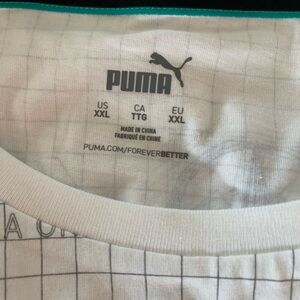 PUMA
US CA EU
XXL TTG XXL
MADE IN CHINA
FABRIQUÉ EN CHINE
PUMA.COM/FOREVERBETTER